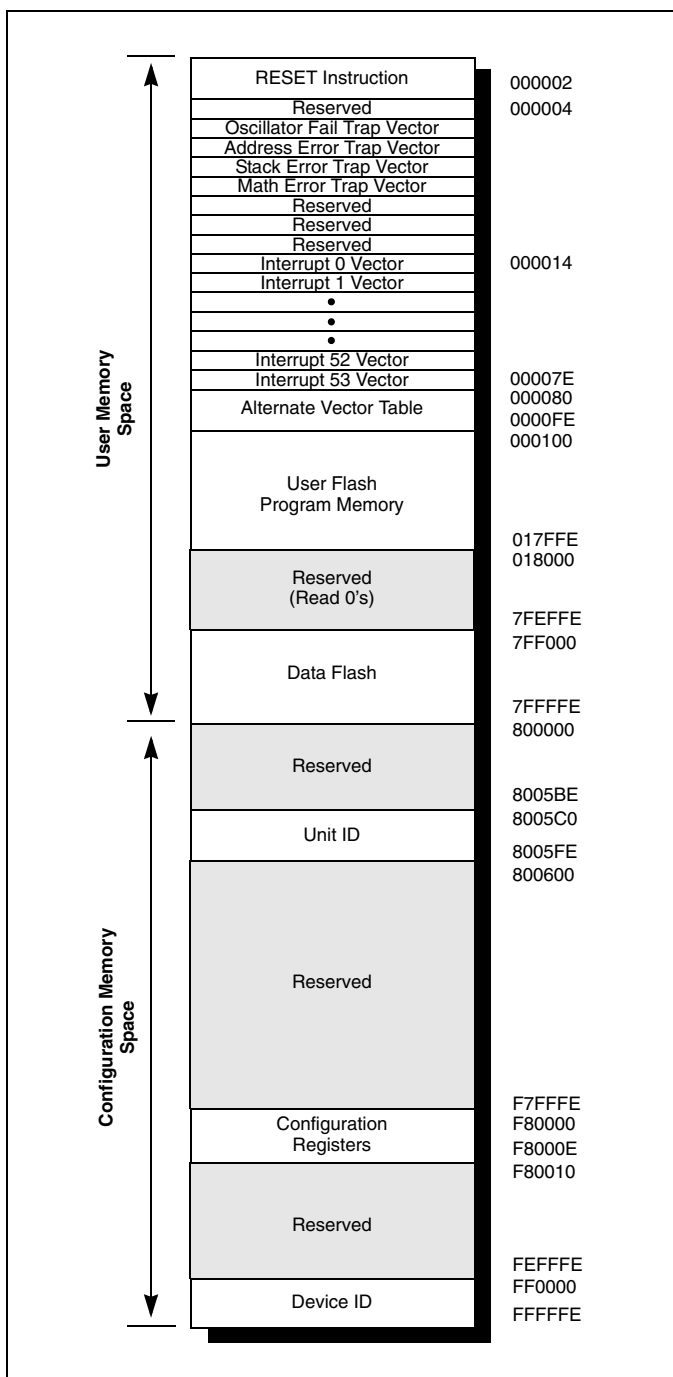 RESET Instruction
000002
Reserved
000004
Oscillator Fail Trap Vector
Address Error Trap Vector
Stack Error Trap Vector
Math Error Trap Vector
Reserved
Reserved
Reserved
Interrupt 0 Vector
000014
Interrupt 1 Vector
•
•
•
Interrupt 52 Vector
Interrupt 53 Vector
00007E
000080
Alternate Vector Table
0000FE
000100
User Memory
Space
User Flash
Program Memory
017FFE
018000
Reserved
(Read 0's)
7FEFFE
7FF000
Data Flash
7FFFFE
800000
Reserved
8005BE
8005C0
Unit ID
8005FE
800600
Configuration Memory
Space
Reserved
F7FFFE
F80000
Configuration
Registers
F8000E
F80010
Reserved
FEFFFE
FF0000
Device ID
FFFFFE